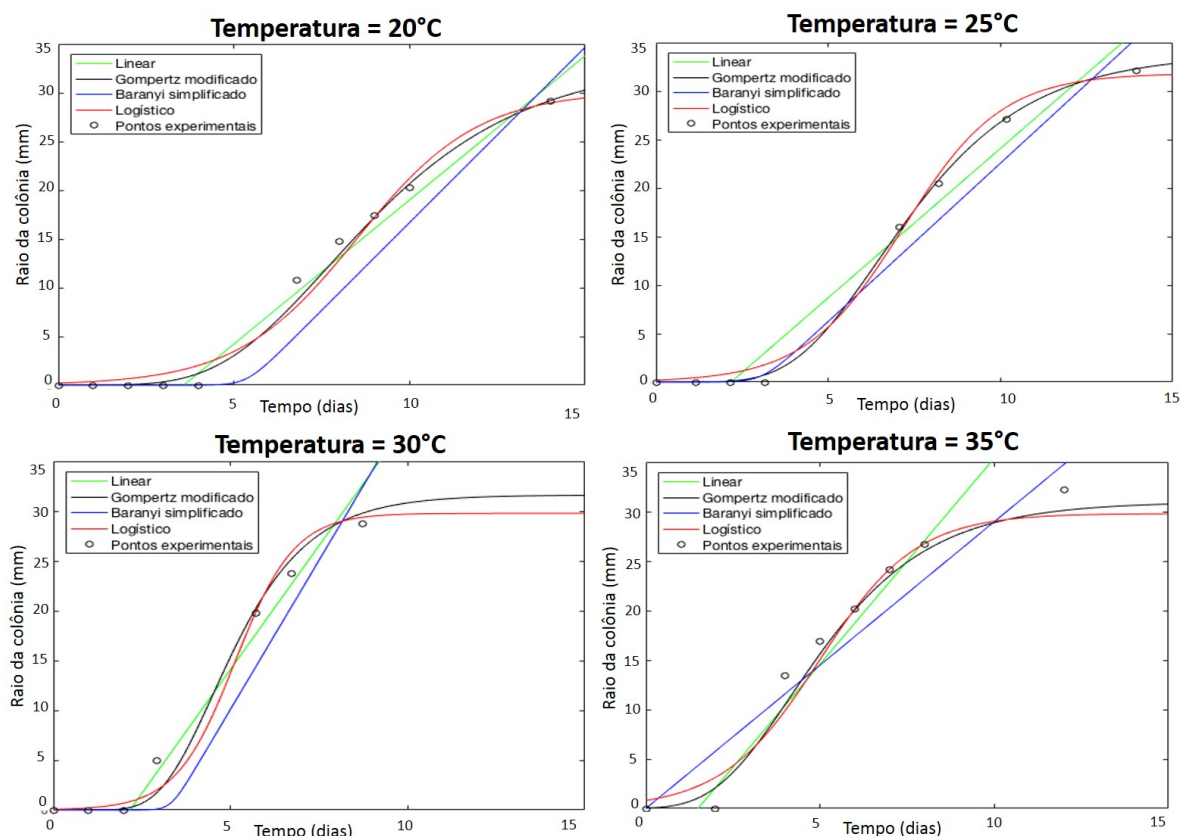 Temperatura = 20°C
35
30
25
20
15
10
5
0
Raio da colônia (mm)
Linear
Gompertz modificado
Baranyi simplificado
Logístico
Pontos experimentais
0
5
10
15
Tempo (dias)
Temperatura = 25°C
35
30
25
20
15
10
5
0
Raio da colônia (mm)
Linear
Gompertz modificado
Baranyi simplificado
Logístico
Pontos experimentais
0
5
10
15
Tempo (dias)
Temperatura = 30°C
35
30
25
20
15
10
5
0
Raio da colônia (mm)
Linear
Gompertz modificado
Baranyi simplificado
Logístico
Pontos experimentais
0
5
10
15
Tempo (dias)
Temperatura = 35°C
35
30
25
20
15
10
5
0
Raio da colônia (mm)
Linear
Gompertz modificado
Baranyi simplificado
Logístico
Pontos experimentais
0
5
10
15
Tempo (dias)